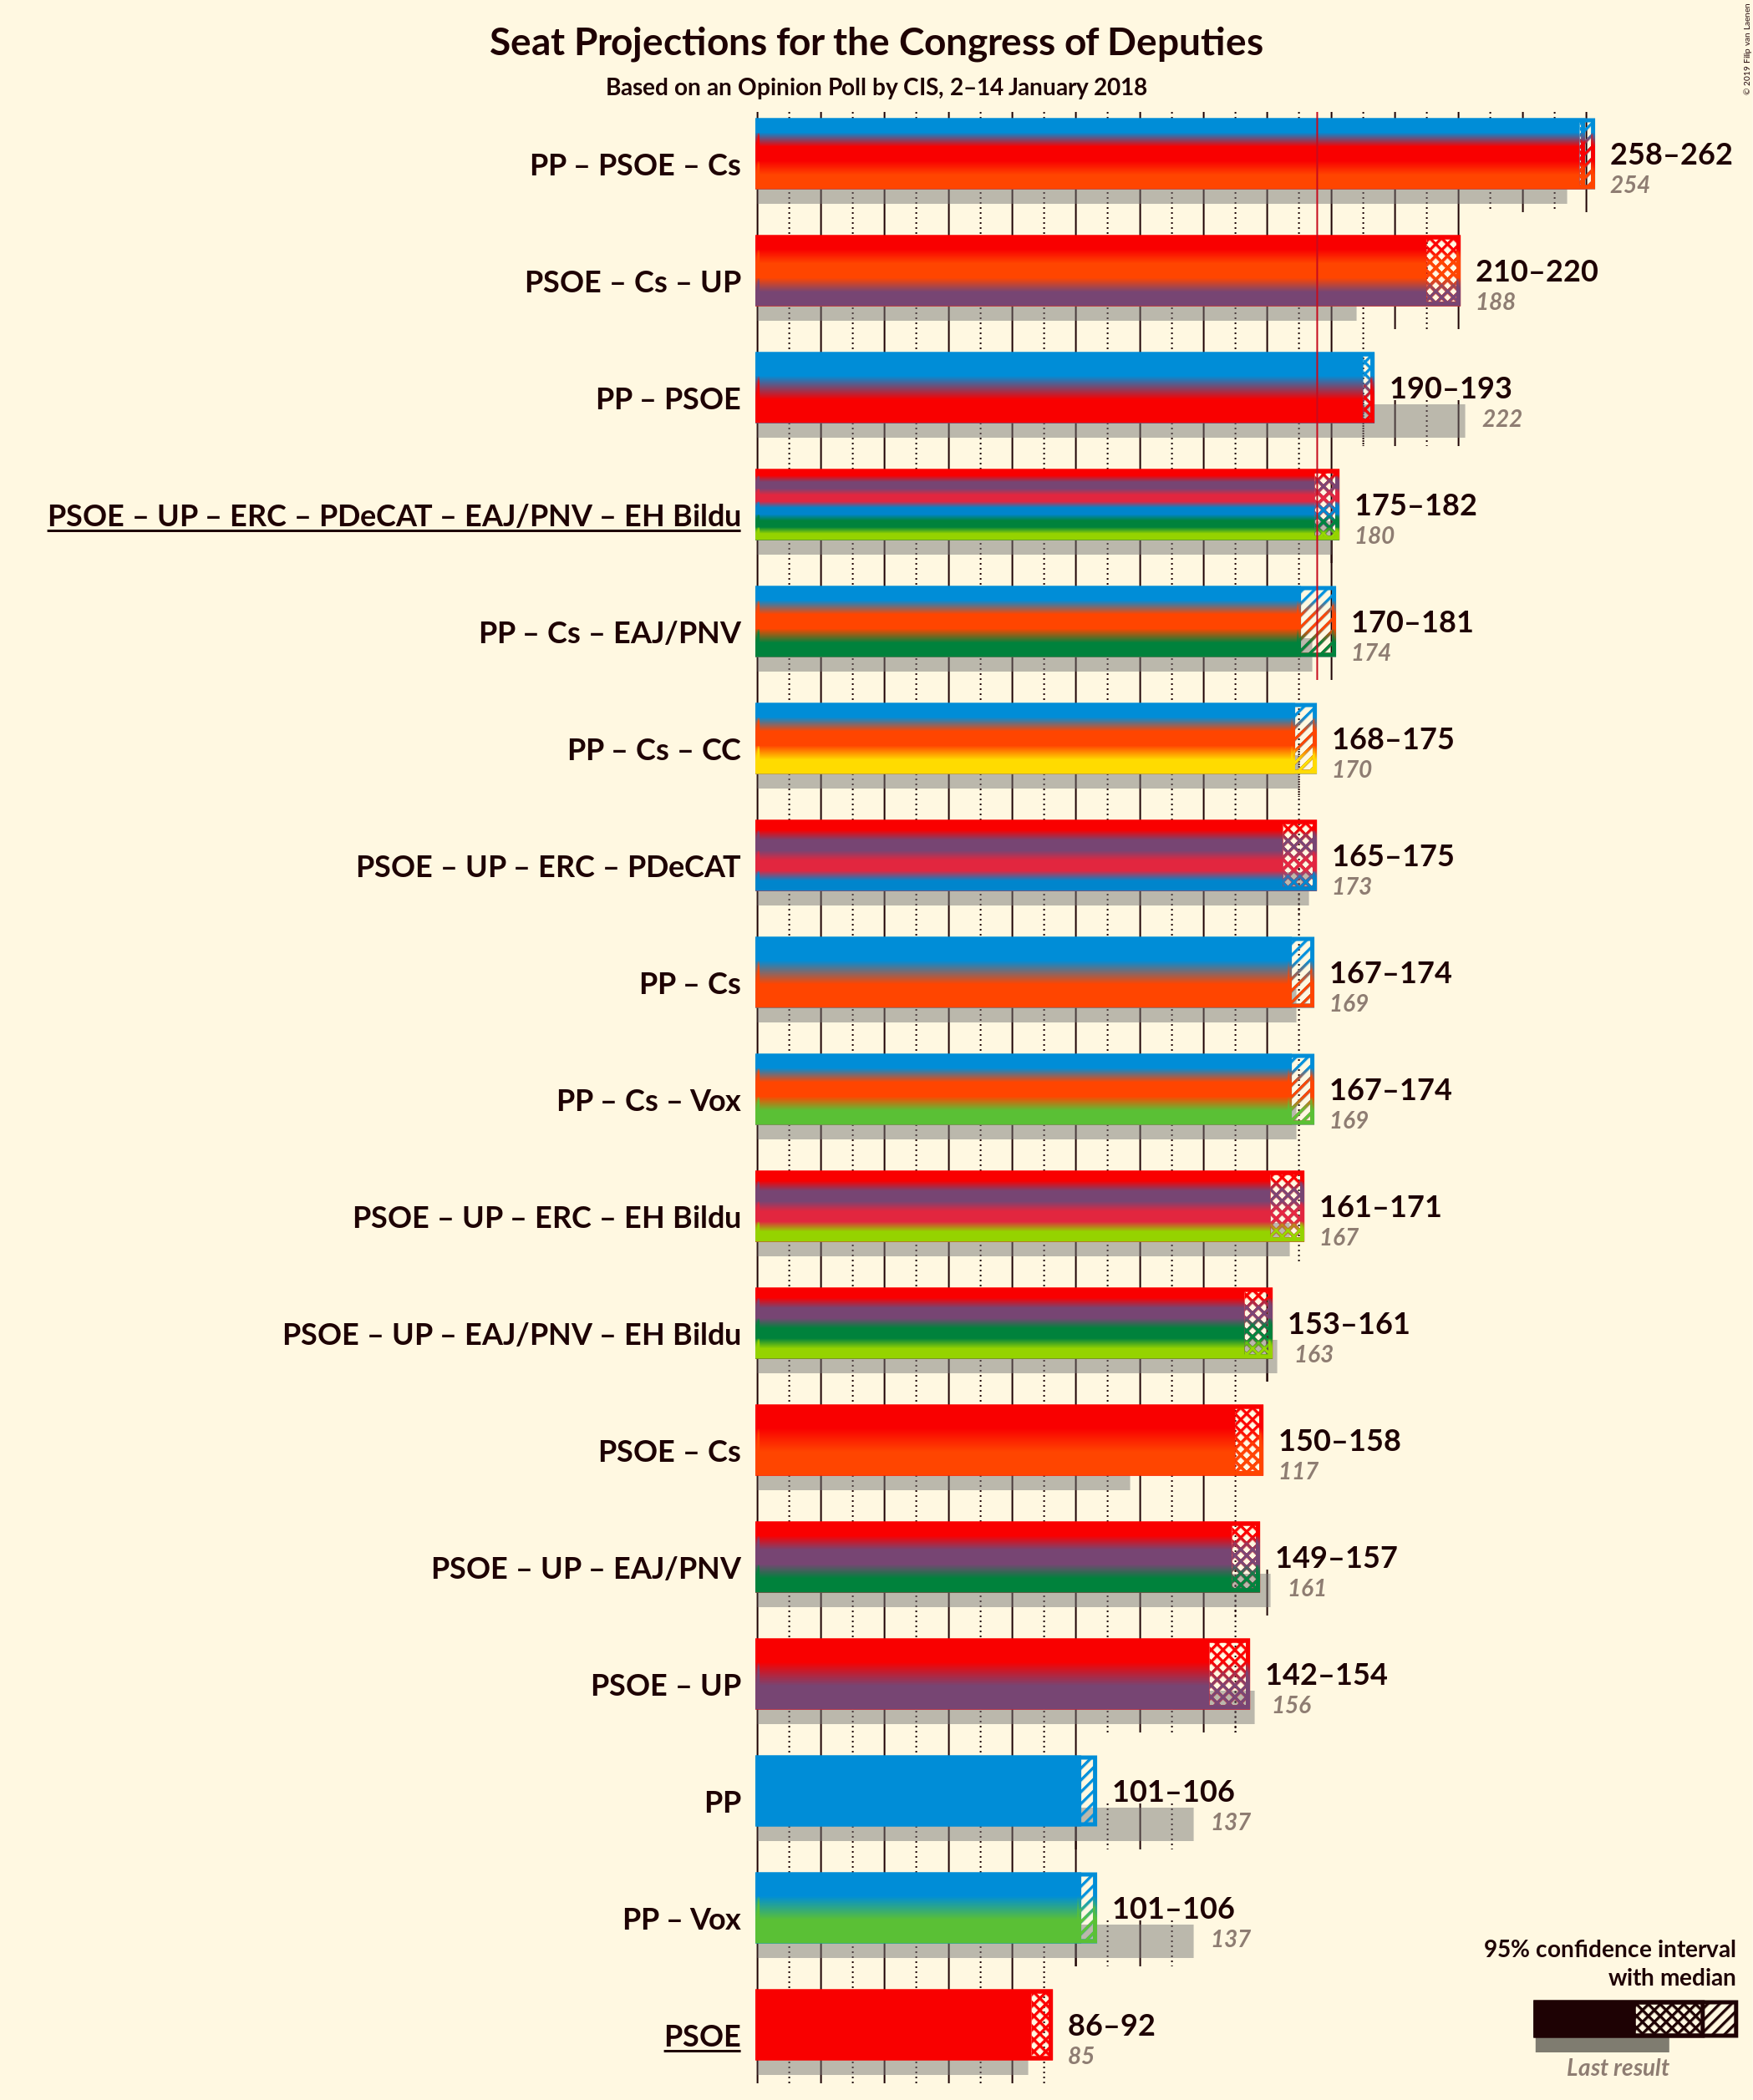 Seat Projections for the Congress of Deputies
Based on an Opinion Poll by CIS, 2–14 January 2018
© 2019 Filip van Laenen
PP – PSOE – Cs
258–262
254
PSOE – Cs – UP
210–220
188
PP – PSOE
190–193
222
PSOE – UP – ERC – PDeCAT – EAJ/PNV – EH Bildu
175–182
180
PP – Cs – EAJ/PNV
170–181
174
PP – Cs – CC
168–175
170
PSOE – UP – ERC – PDeCAT
165–175
173
PP – Cs
167–174
169
PP – Cs – Vox
167–174
169
PSOE – UP – ERC – EH Bildu
161–171
167
PSOE – UP – EAJ/PNV – EH Bildu
153–161
163
PSOE – Cs
150–158
117
PSOE – UP – EAJ/PNV
149–157
161
PSOE – UP
142–154
156
PP
101–106
137
PP – Vox
101–106
137
PSOE
86–92
85
95% confidence interval
with median
Last result